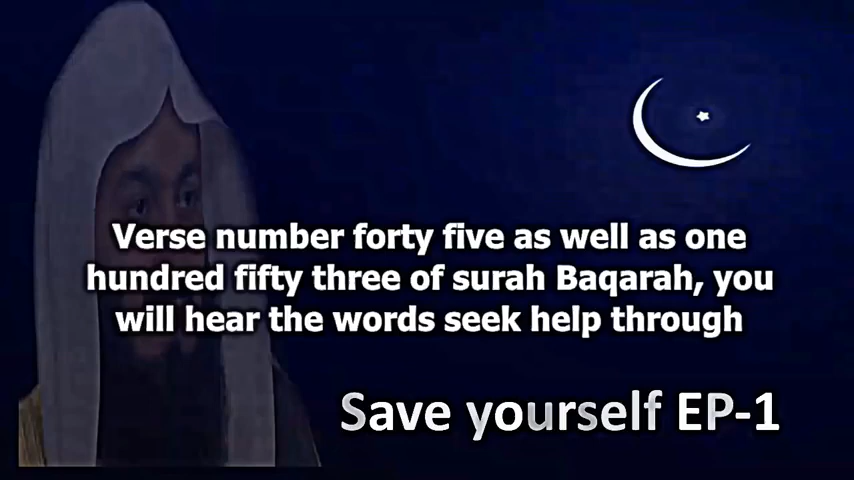 Verse number forty five as well as one
hundred fifty three of surah Baqarah, you
will hear the words seek help through
Save yourself EP-1